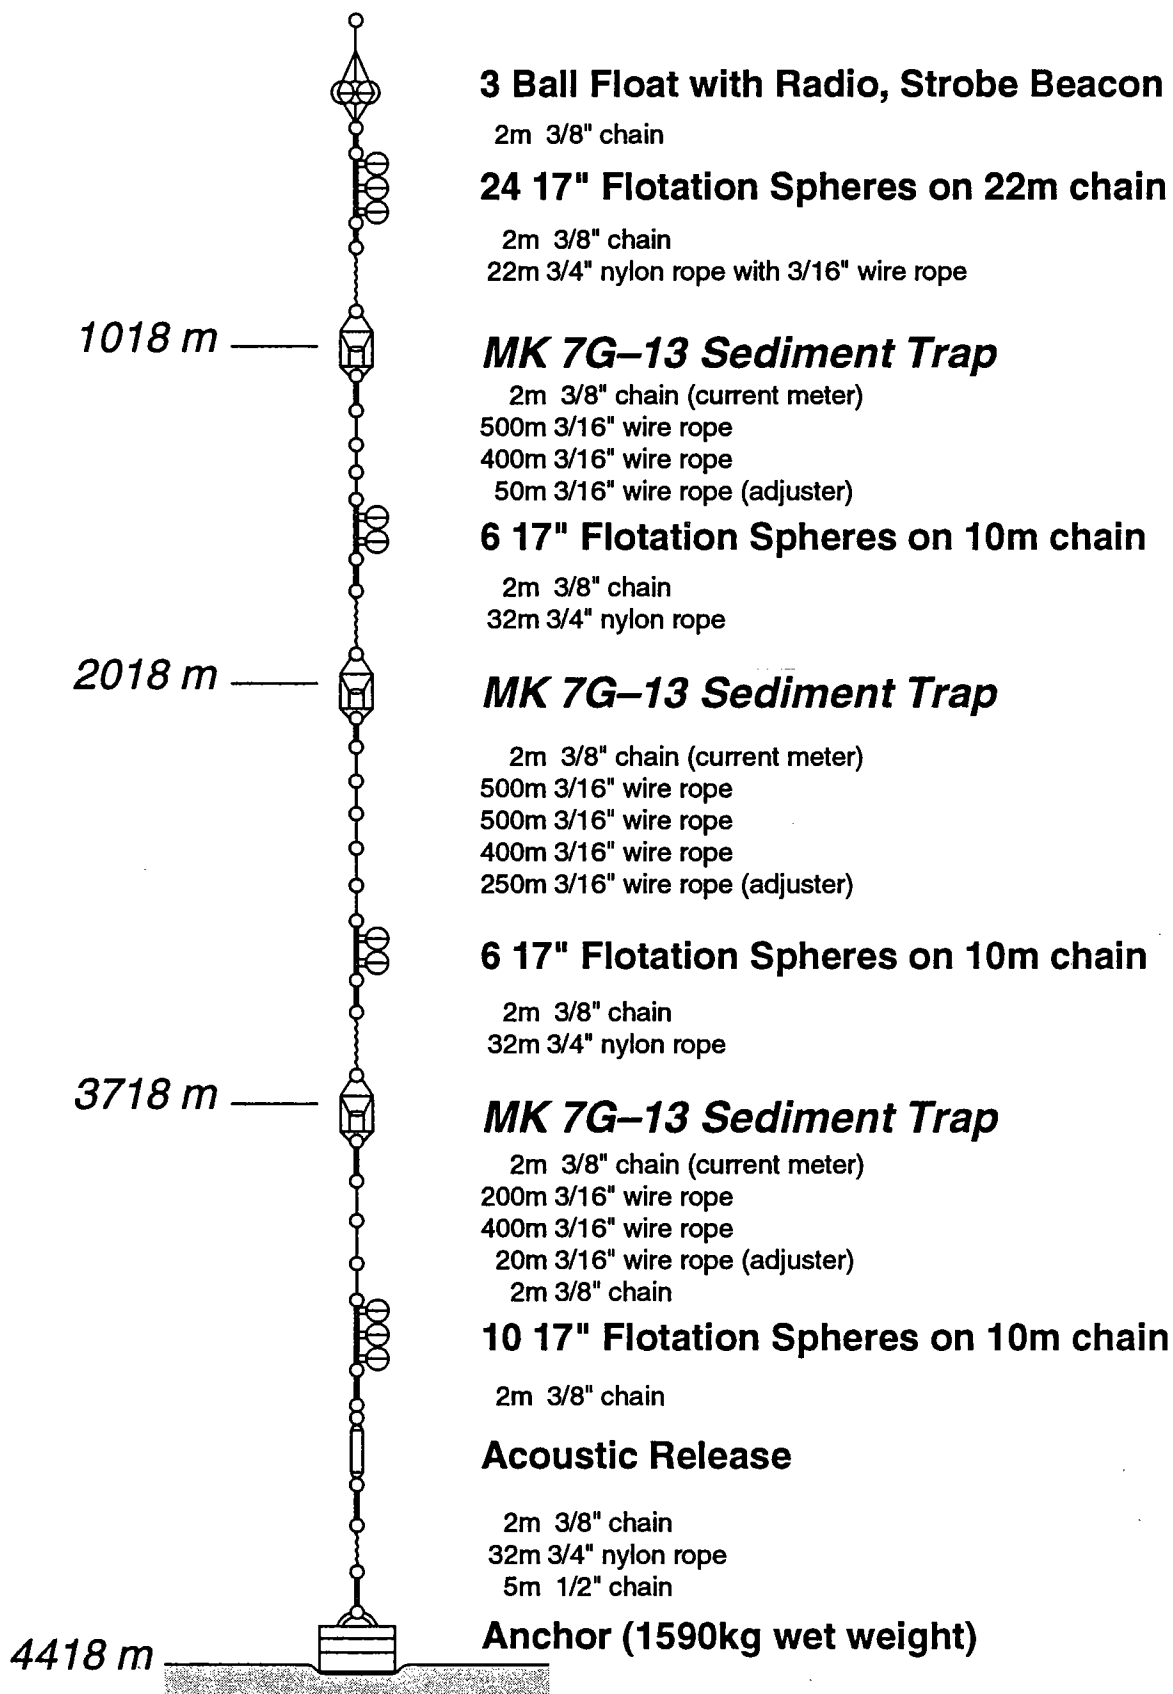 3 Ball Float with Radio, Strobe Beacon
2m 3/8" chain
24 17" Flotation Spheres on 22m chain
2m 3/8" chain
22m 3/4" nylon rope with 3/16" wire rope
1018 m
MK 7G–13 Sediment Trap
2m 3/8" chain (current meter)
500m 3/16" wire rope
400m 3/16" wire rope
50m 3/16" wire rope (adjuster)
6 17" Flotation Spheres on 10m chain
2m 3/8" chain
32m 3/4" nylon rope
2018 m
MK 7G–13 Sediment Trap
2m 3/8" chain (current meter)
500m 3/16" wire rope
500m 3/16" wire rope
400m 3/16" wire rope
250m 3/16" wire rope (adjuster)
6 17" Flotation Spheres on 10m chain
2m 3/8" chain
32m 3/4" nylon rope
3718 m
MK 7G–13 Sediment Trap
2m 3/8" chain (current meter)
200m 3/16" wire rope
400m 3/16" wire rope
20m 3/16" wire rope (adjuster)
2m 3/8" chain
10 17" Flotation Spheres on 10m chain
2m 3/8" chain
Acoustic Release
2m 3/8" chain
32m 3/4" nylon rope
5m 1/2" chain
Anchor (1590kg wet weight)
4418 m